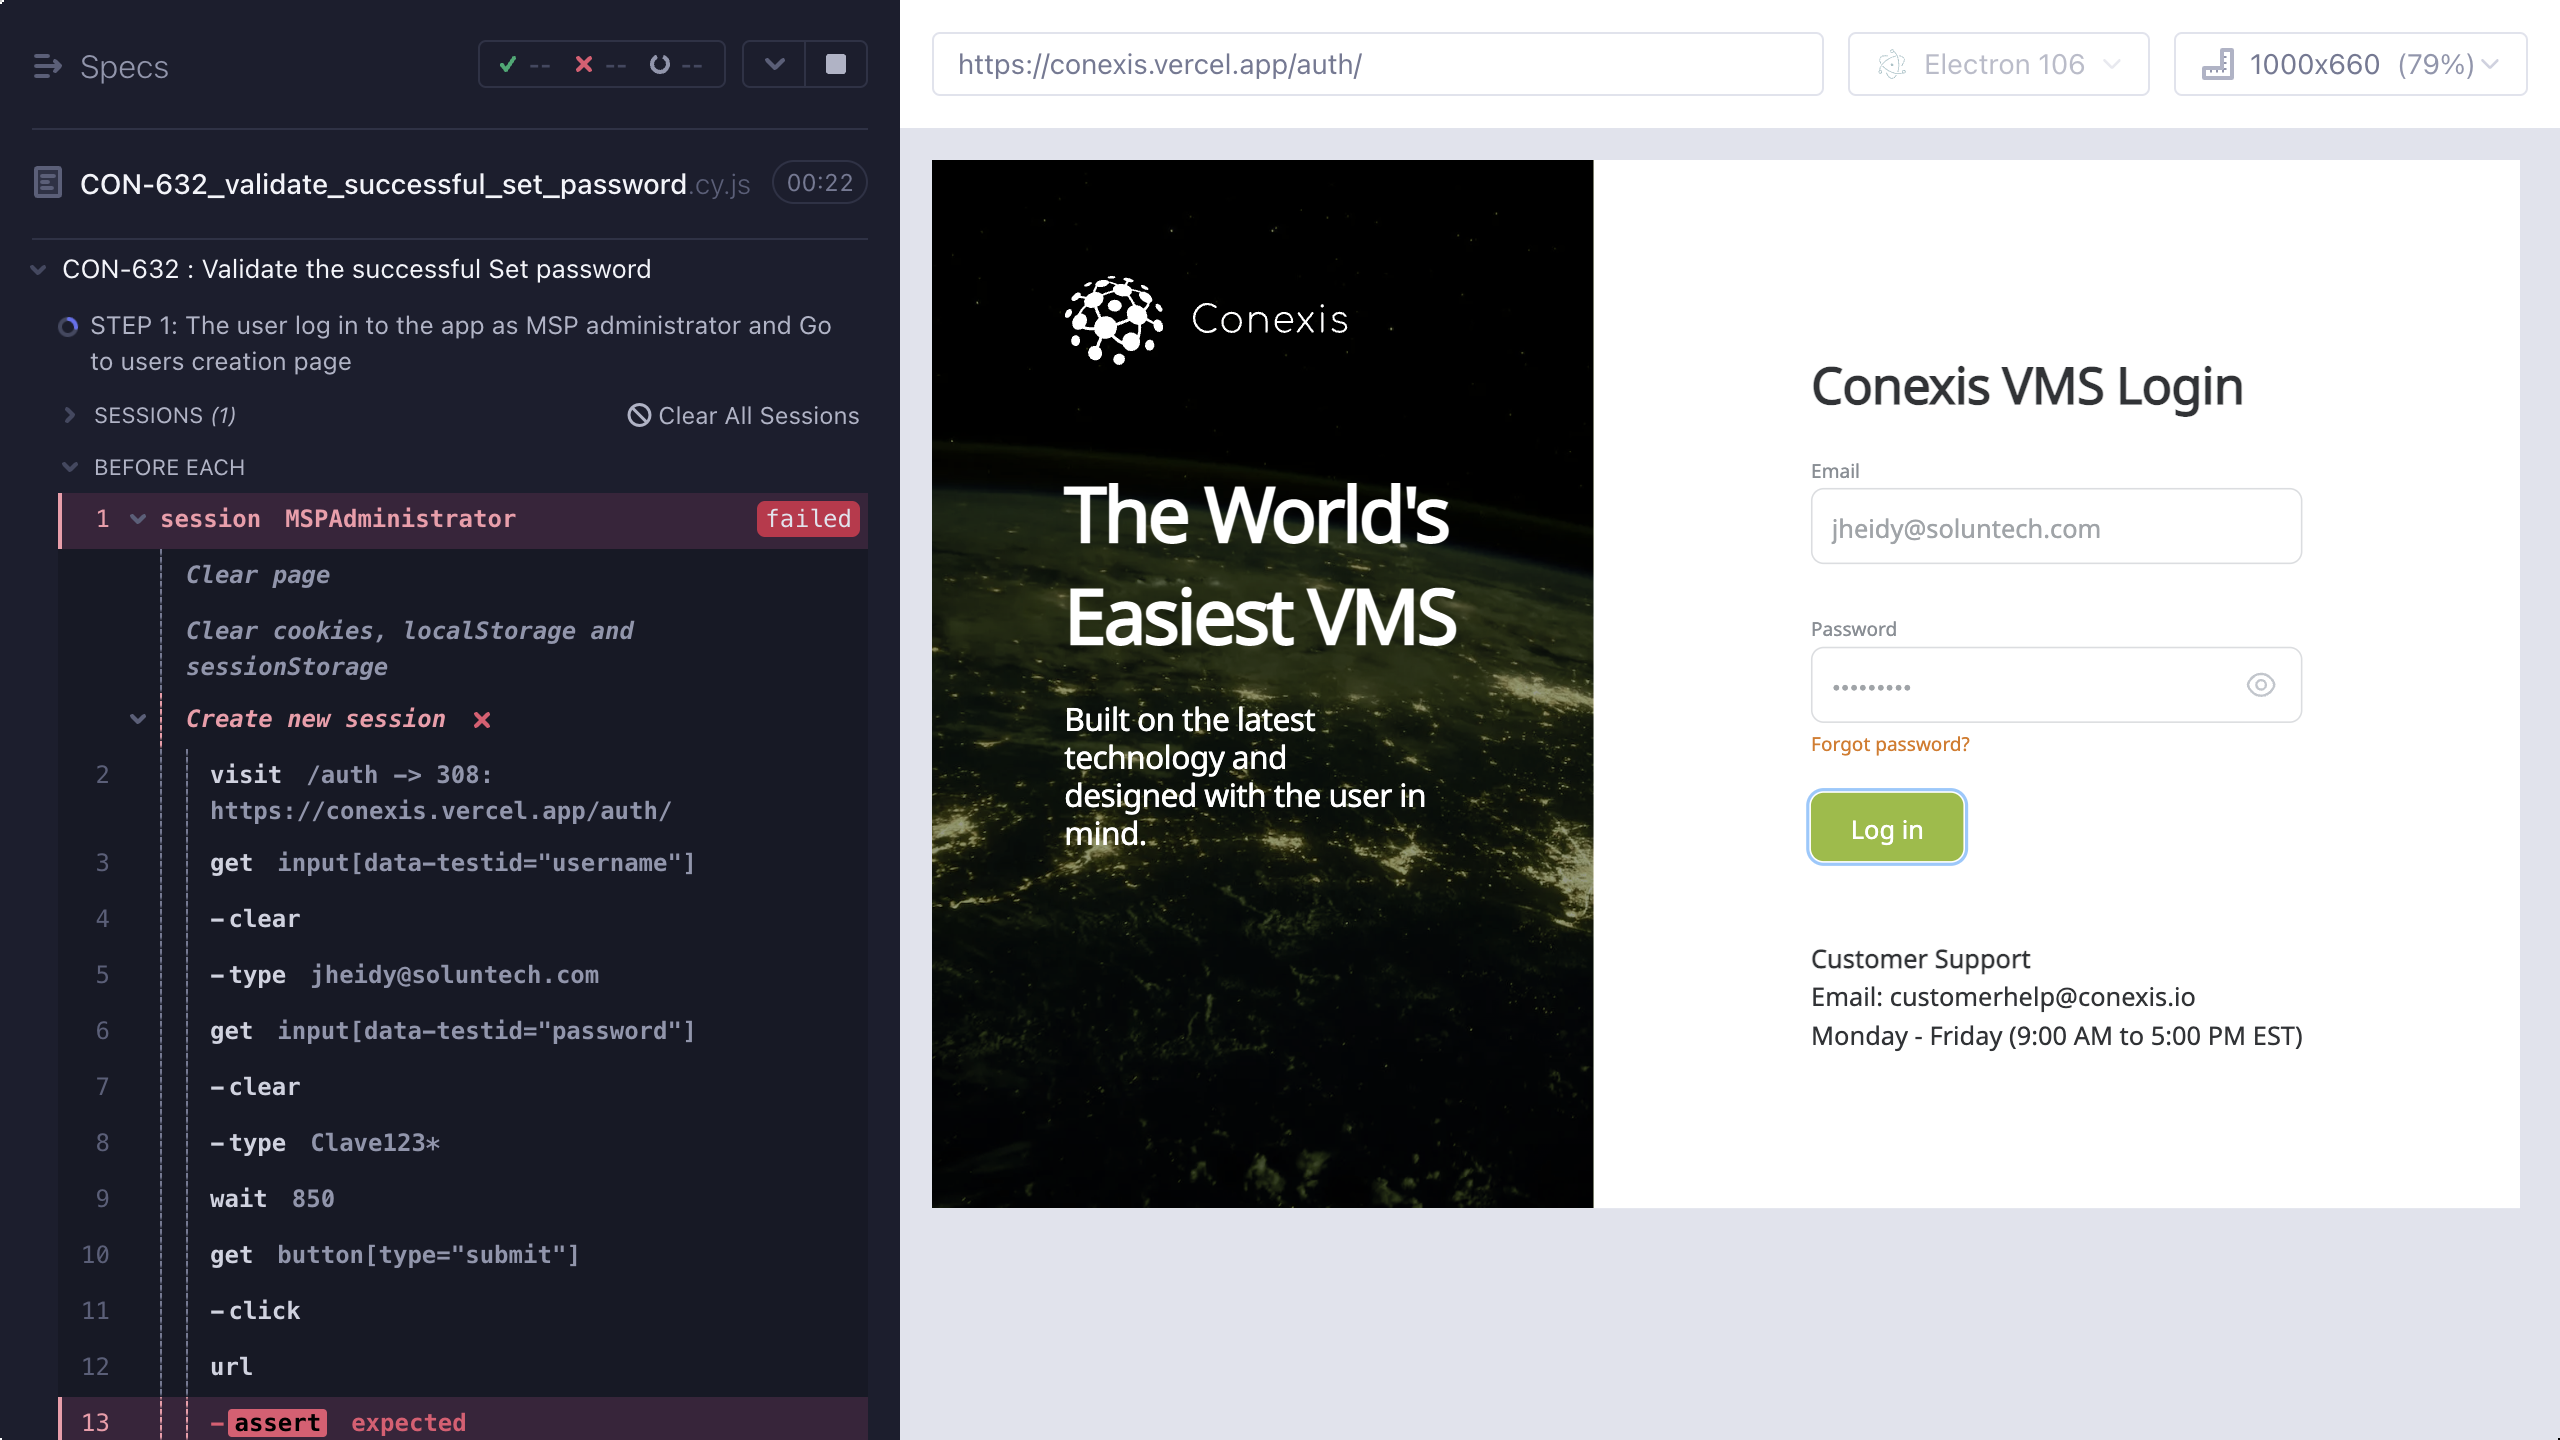 Specs
-- -- --
CON-632_validate_successful_set_password.cy.js 00:22
CON-632 : Validate the successful Set password
STEP 1: The user log in to the app as MSP administrator and Go
to users creation page
SESSIONS (1) Clear All Sessions
BEFORE EACH
1 session MSPAdministrator failed
Clear page
Clear cookies, localStorage and
sessionStorage
Create new session
2 visit /auth -> 308:
https://conexis.vercel.app/auth/
3 get input[data-testid="username"]
4 -clear
5 -type jheidy@soluntech.com
6 get input[data-testid="password"]
7 -clear
8 -type Clave123*
9 wait 850
10 get button[type="submit"]
11 -click
12 url
13 -assert expected
https://conexis.vercel.app/auth/
Electron 106
1000x660 (79%)
Conexis
The World's
Easiest VMS
Built on the latest
technology and
designed with the user in
mind.
Conexis VMS Login
Email
jheidy@soluntech.com
Password
•••••••••
Forgot password?
Log in
Customer Support
Email: customerhelp@conexis.io
Monday - Friday (9:00 AM to 5:00 PM EST)